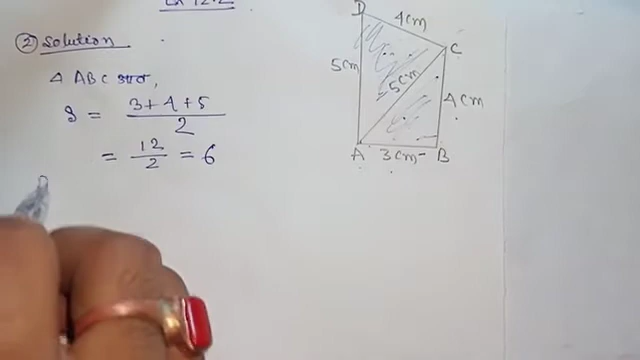 Ex 12.2
② Solution
Δ ABC
S = 3+4+5 / 2
= 12 / 2 = 6
D
4cm
C
5cm
5cm
4cm
A 3cm B